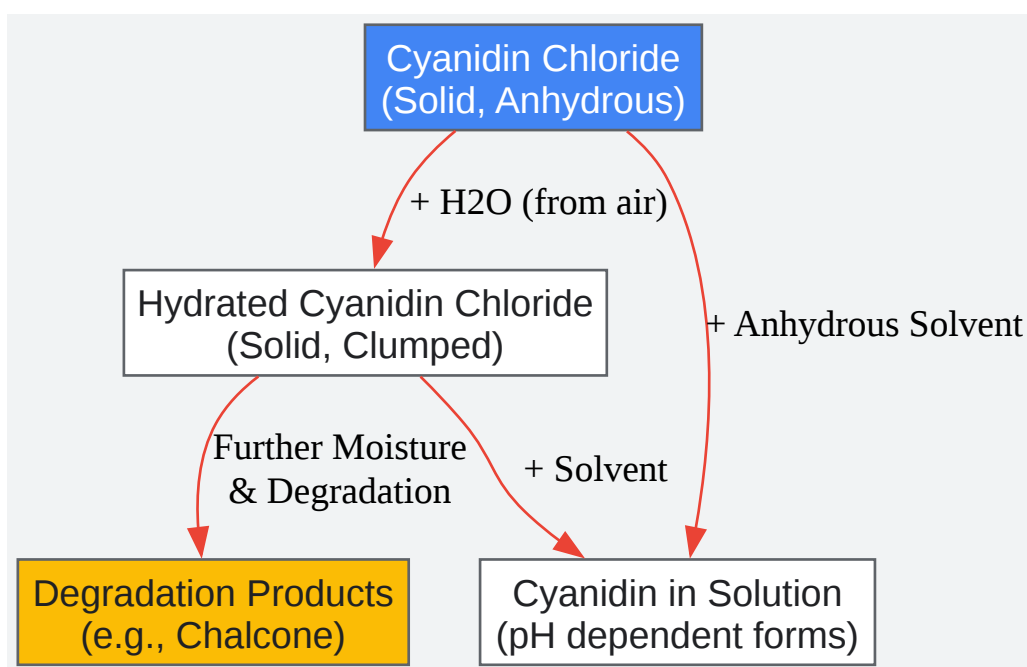 Cyanidin Chloride
(Solid, Anhydrous)
+ H2O (from air)
Hydrated Cyanidin Chloride
(Solid, Clumped)
+ Anhydrous Solvent
Further Moisture
& Degradation
+ Solvent
Degradation Products
(e.g., Chalcone)
Cyanidin in Solution
(pH dependent forms)